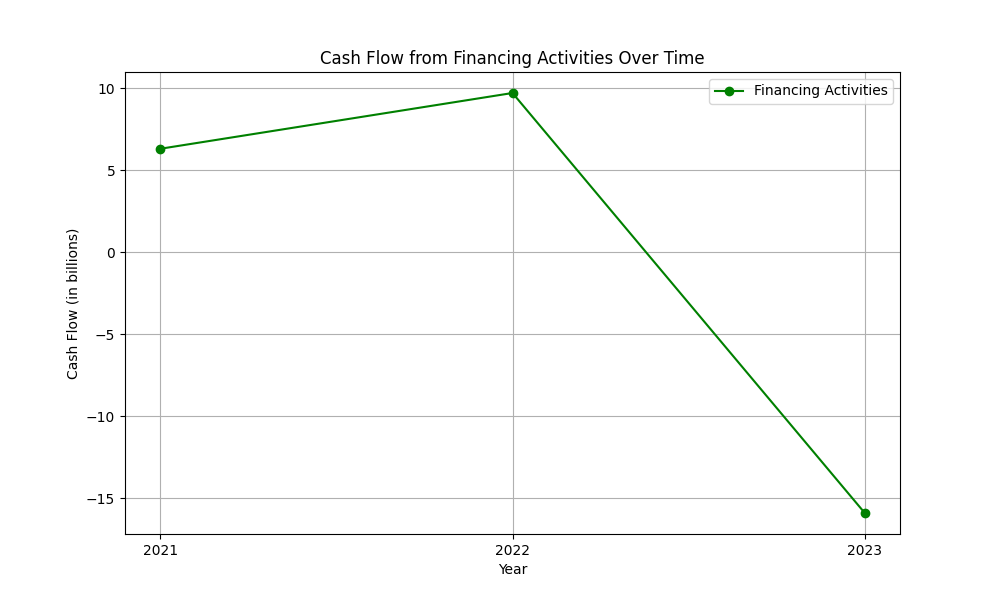 Cash Flow from Financing Activities Over Time
Financing Activities
Cash Flow (in billions)
10
5
0
−5
−10
−15
2021
2022
2023
Year